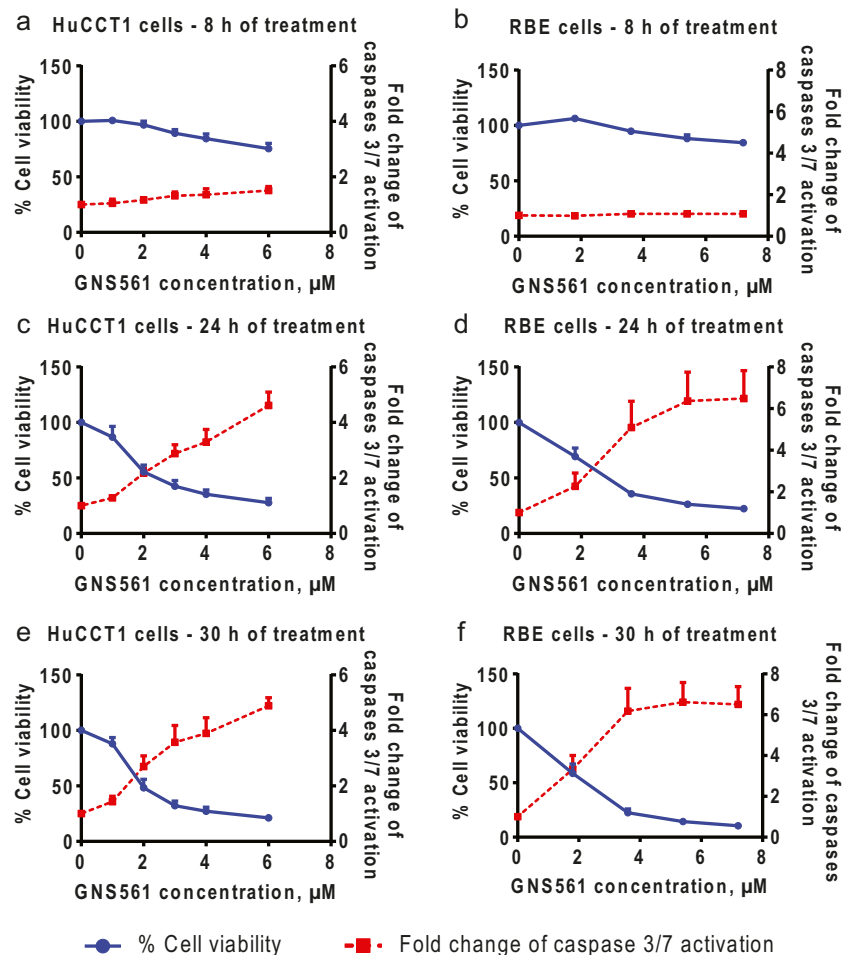 a HuCCT1 cells - 8 h of treatment
% Cell viability
150
100
50
0
6
4
2
0
Fold change of
caspases 3/7 activation
0 2 4 6 8
GNS561 concentration, µM
b RBE cells - 8 h of treatment
% Cell viability
150
100
50
0
8
6
4
2
0
Fold change of
caspases 3/7 activation
0 2 4 6 8
GNS561 concentration, µM
c HuCCT1 cells - 24 h of treatment
% Cell viability
150
100
50
0
6
4
2
0
Fold change of
caspases 3/7 activation
0 2 4 6 8
GNS561 concentration, µM
d RBE cells - 24 h of treatment
% Cell viability
150
100
50
0
8
6
4
2
0
Fold change of
caspases 3/7 activation
0 2 4 6 8
GNS561 concentration, µM
e HuCCT1 cells - 30 h of treatment
% Cell viability
150
100
50
0
6
4
2
0
Fold change of
caspases 3/7 activation
0 2 4 6 8
GNS561 concentration, µM
f RBE cells - 30 h of treatment
% Cell viability
150
100
50
0
8
6
4
2
0
Fold change of caspases
3/7 activation
0 2 4 6 8
GNS561 concentration, µM
% Cell viability
Fold change of caspase 3/7 activation